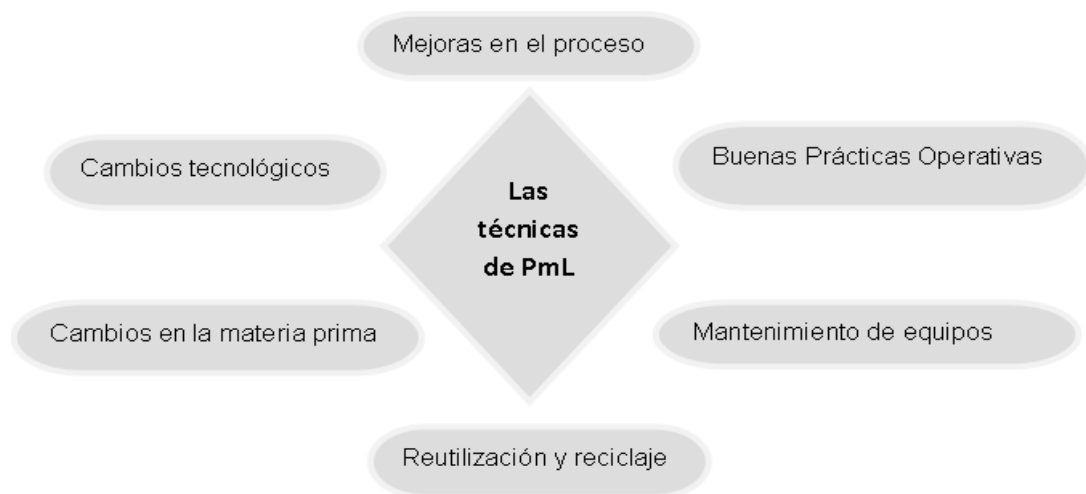 Mejoras en el proceso
Cambios tecnológicos
Buenas Prácticas Operativas
Las
técnicas
de PmL
Cambios en la materia prima
Mantenimiento de equipos
Reutilización y reciclaje